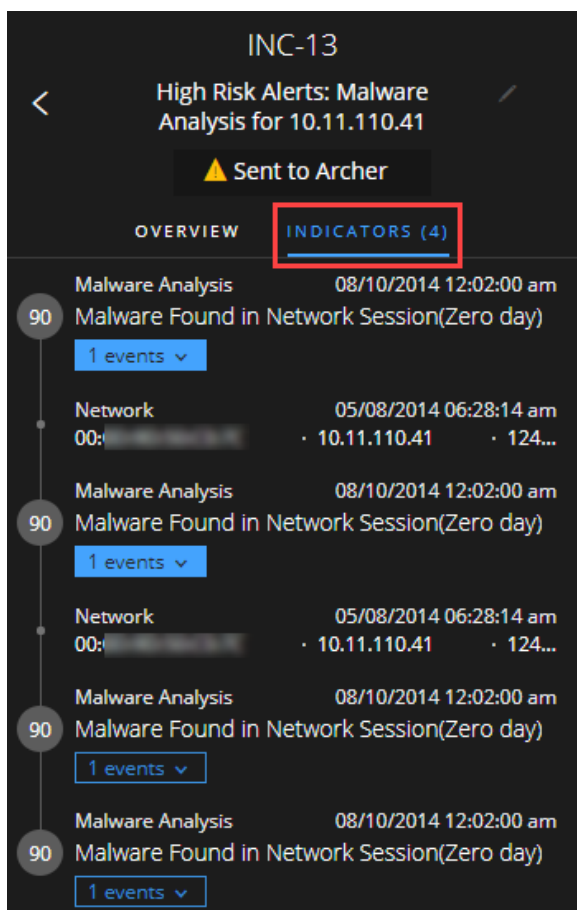 INC-13
High Risk Alerts: Malware
Analysis for 10.11.110.41
Sent to Archer
OVERVIEW INDICATORS (4)
Malware Analysis 08/10/2014 12:02:00 am
90 Malware Found in Network Session(Zero day)
1 events
Network 05/08/2014 06:28:14 am
00: · 10.11.110.41 · 124...
Malware Analysis 08/10/2014 12:02:00 am
90 Malware Found in Network Session(Zero day)
1 events
Network 05/08/2014 06:28:14 am
00: · 10.11.110.41 · 124...
Malware Analysis 08/10/2014 12:02:00 am
90 Malware Found in Network Session(Zero day)
1 events
Malware Analysis 08/10/2014 12:02:00 am
90 Malware Found in Network Session(Zero day)
1 events